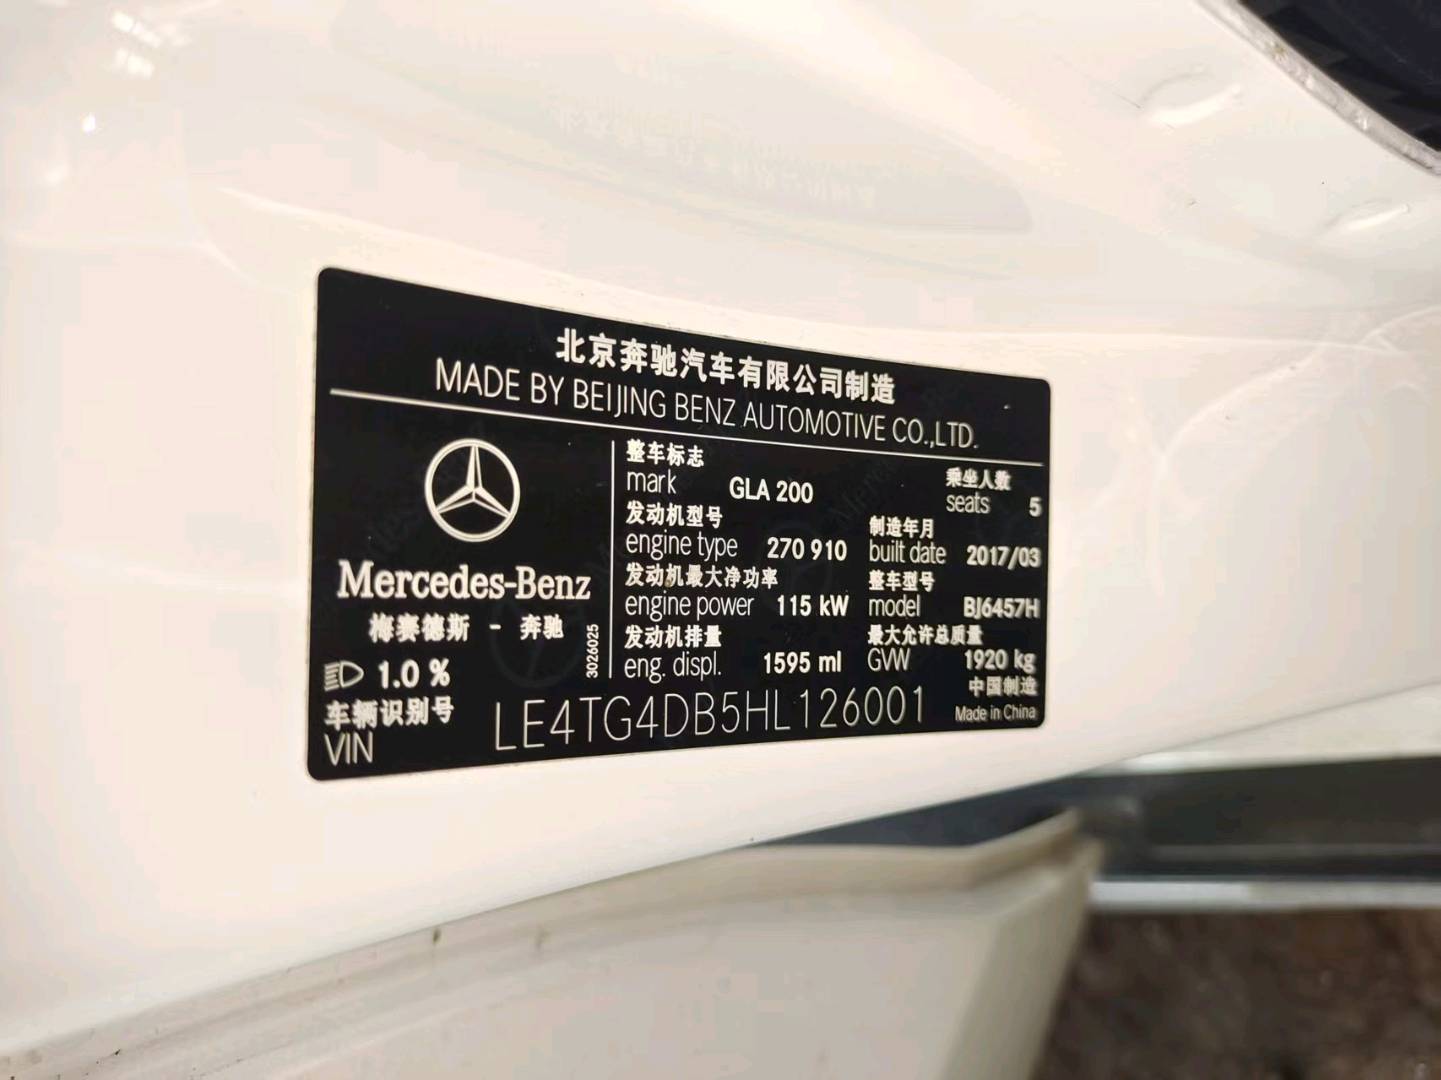 北京奔驰汽车有限公司制造
MADE BY BEIJING BENZ AUTOMOTIVE CO.,LTD.
Mercedes-Benz
梅赛德斯 - 奔驰
1.0 %
3026025
整车标志
mark GLA 200
乘坐人数
seats 5
发动机型号
engine type 270 910
制造年月
built date 2017/03
发动机最大净功率
engine power 115 kW
整车型号
model BJ6457H
发动机排量
eng. displ. 1595 ml
最大允许总质量
GVW 1920 kg
车辆识别号
VIN LE4TG4DB5HL126001
中国制造
Made in China